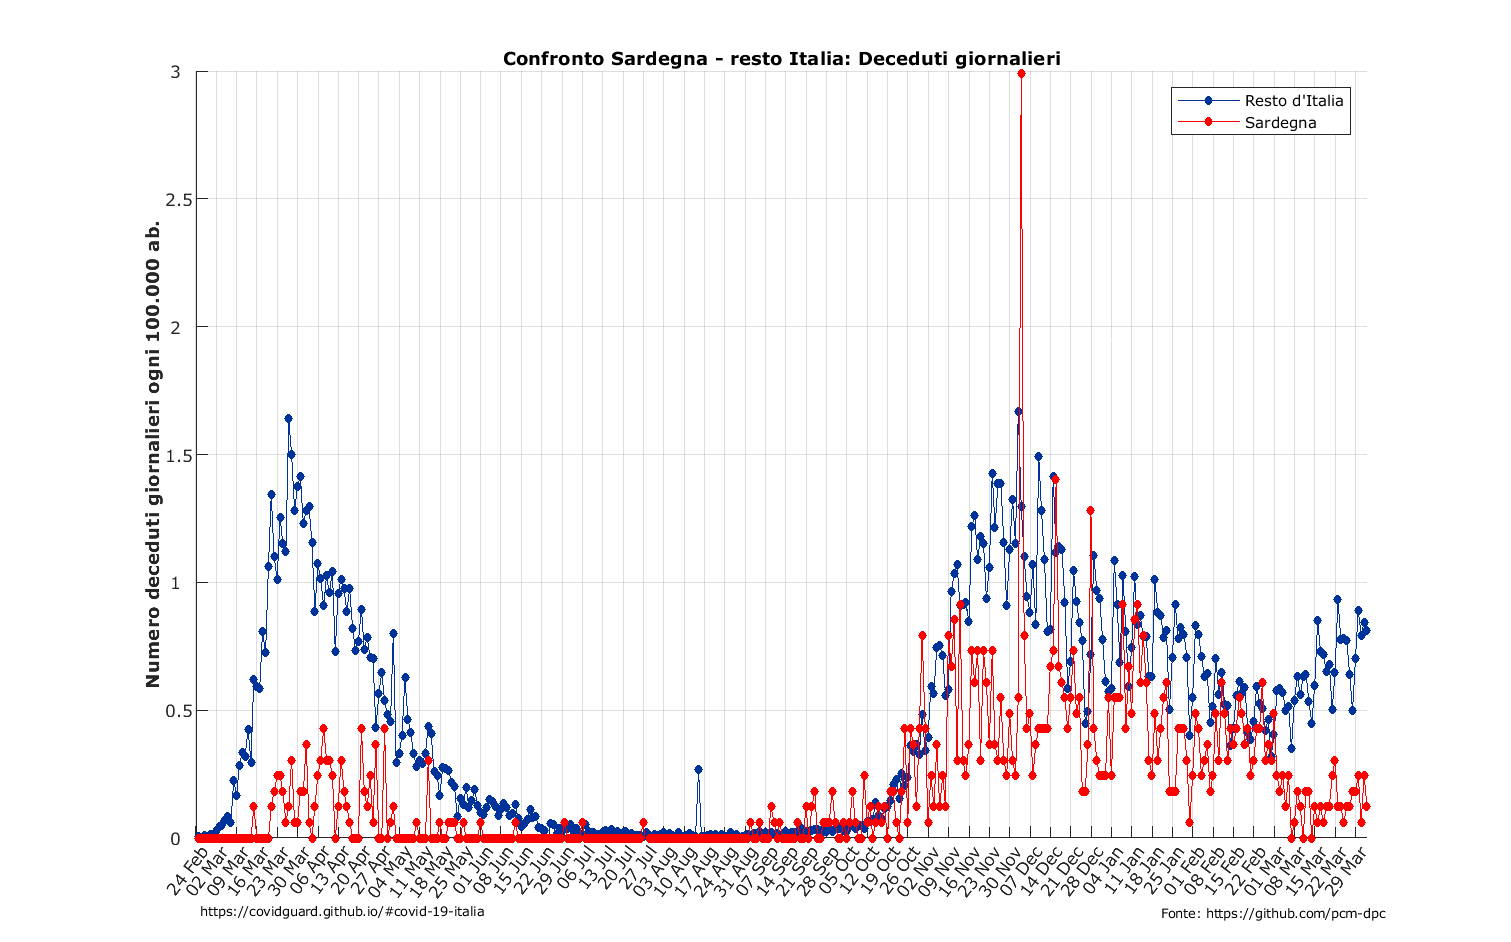 Confronto Sardegna - resto Italia: Deceduti giornalieri
Resto d'Italia
Sardegna
Numero deceduti giornalieri ogni 100.000 ab.
3
2.5
2
1.5
1
0.5
0
24 Feb
02 Mar
09 Mar
16 Mar
23 Mar
30 Mar
06 Apr
13 Apr
20 Apr
27 Apr
04 May
11 May
18 May
25 May
01 Jun
08 Jun
15 Jun
22 Jun
29 Jun
06 Jul
13 Jul
20 Jul
27 Jul
03 Aug
10 Aug
17 Aug
24 Aug
31 Aug
07 Sep
14 Sep
21 Sep
28 Sep
05 Oct
12 Oct
19 Oct
26 Oct
02 Nov
09 Nov
16 Nov
23 Nov
30 Nov
07 Dec
14 Dec
21 Dec
28 Dec
04 Jan
11 Jan
18 Jan
25 Jan
01 Feb
08 Feb
15 Feb
22 Feb
01 Mar
08 Mar
15 Mar
22 Mar
29 Mar
https://covidguard.github.io/#covid-19-italia
Fonte: https://github.com/pcm-dpc